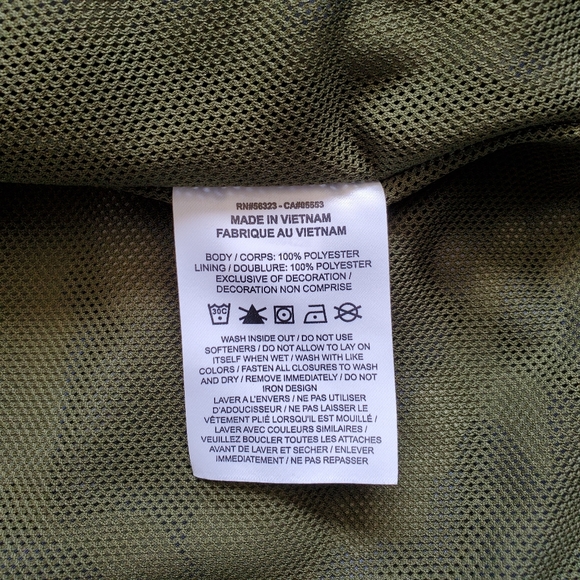 RN#56323 - CA#05553
MADE IN VIETNAM
FABRIQUE AU VIETNAM
BODY / CORPS: 100% POLYESTER
LINING / DOUBLURE: 100% POLYESTER
EXCLUSIVE OF DECORATION /
DECORATION NON COMPRISE
30C
WASH INSIDE OUT / DO NOT USE
SOFTENERS / DO NOT ALLOW TO LAY ON
ITSELF WHEN WET / WASH WITH LIKE
COLORS / FASTEN ALL CLOSURES TO WASH
AND DRY / REMOVE IMMEDIATELY / DO NOT
IRON DESIGN
LAVER A L'ENVERS / NE PAS UTILISER
D'ADOUCISSEUR / NE PAS LAISSER LE
VÊTEMENT PLIÉ LORSQU'IL EST MOUILLÉ /
LAVER AVEC COULEURS SIMILAIRES /
VEUILLEZ BOUCLER TOUTES LES ATTACHES
AVANT DE LAVER ET SECHER / ENLEVER
IMMÉDIATEMENT / NE PAS REPASSER